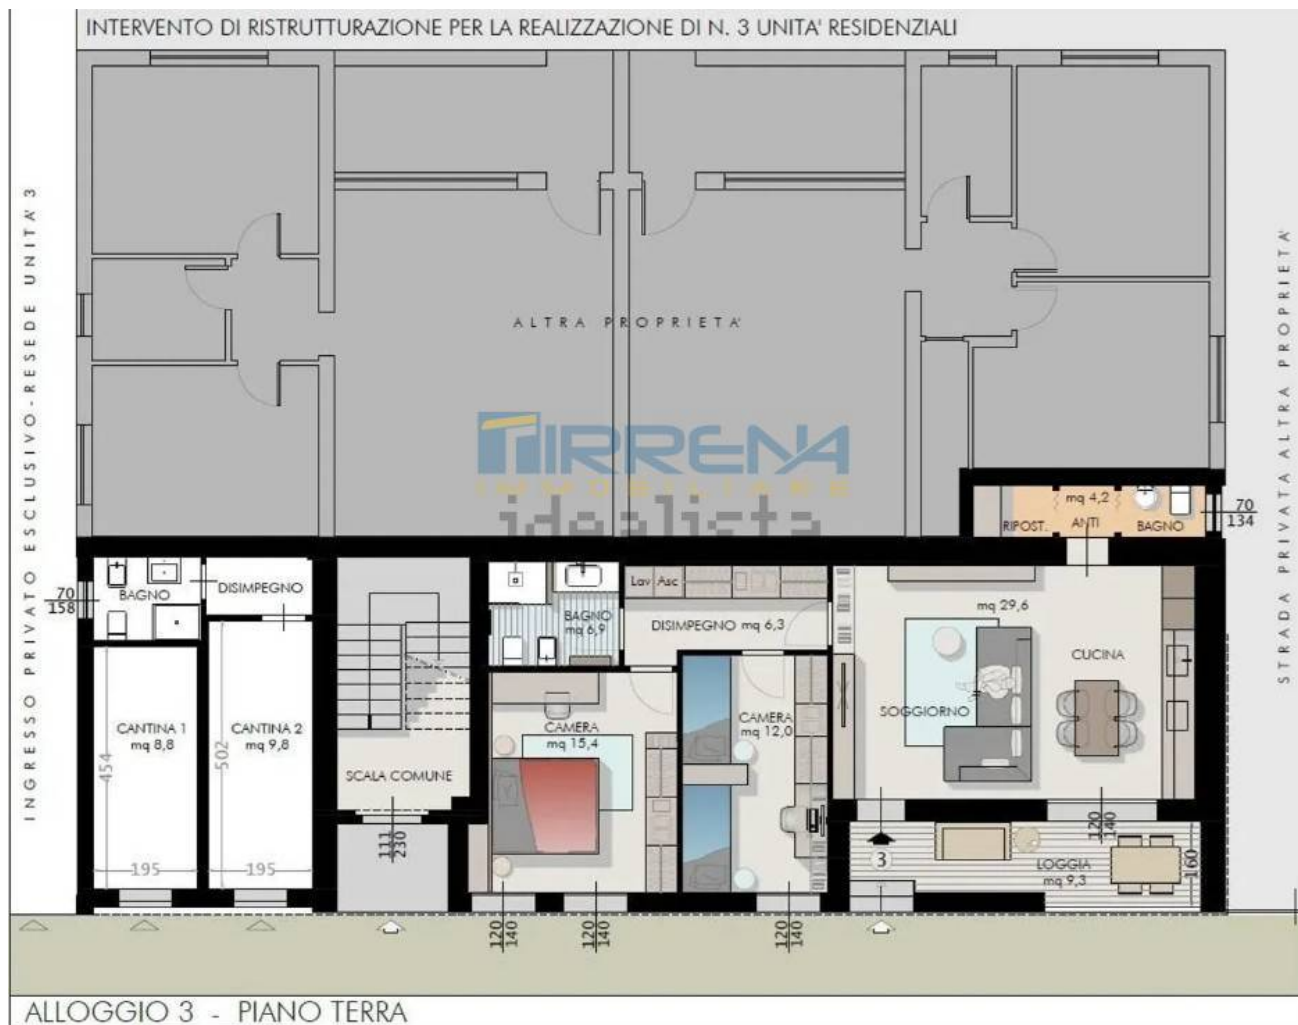 INTERVENTO DI RISTRUTTURAZIONE PER LA REALIZZAZIONE DI N. 3 UNITA' RESIDENZIALI
INGRESSO PRIVATO ESCLUSIVO - RESEDE UNITA' 3
STRADA PRIVATA ALTRA PROPRIETA'
ALTRA PROPRIETA'
TIRRENA
IMMOBILIARE
idealista
mq 4,2
RIPOST.
ANTI
BAGNO
70
134
70
158
BAGNO
DISIMPEGNO
Lav
Asc
BAGNO
mq 6,9
DISIMPEGNO mq 6,3
mq 29,6
CUCINA
SOGGIORNO
CANTINA 1
mq 8,8
CANTINA 2
mq 9,8
454
502
195
195
SCALA COMUNE
111
230
CAMERA
mq 15,4
CAMERA
mq 12,0
120
140
3
LOGGIA
mq 9,3
160
120
140
120
140
120
140
ALLOGGIO 3 - PIANO TERRA